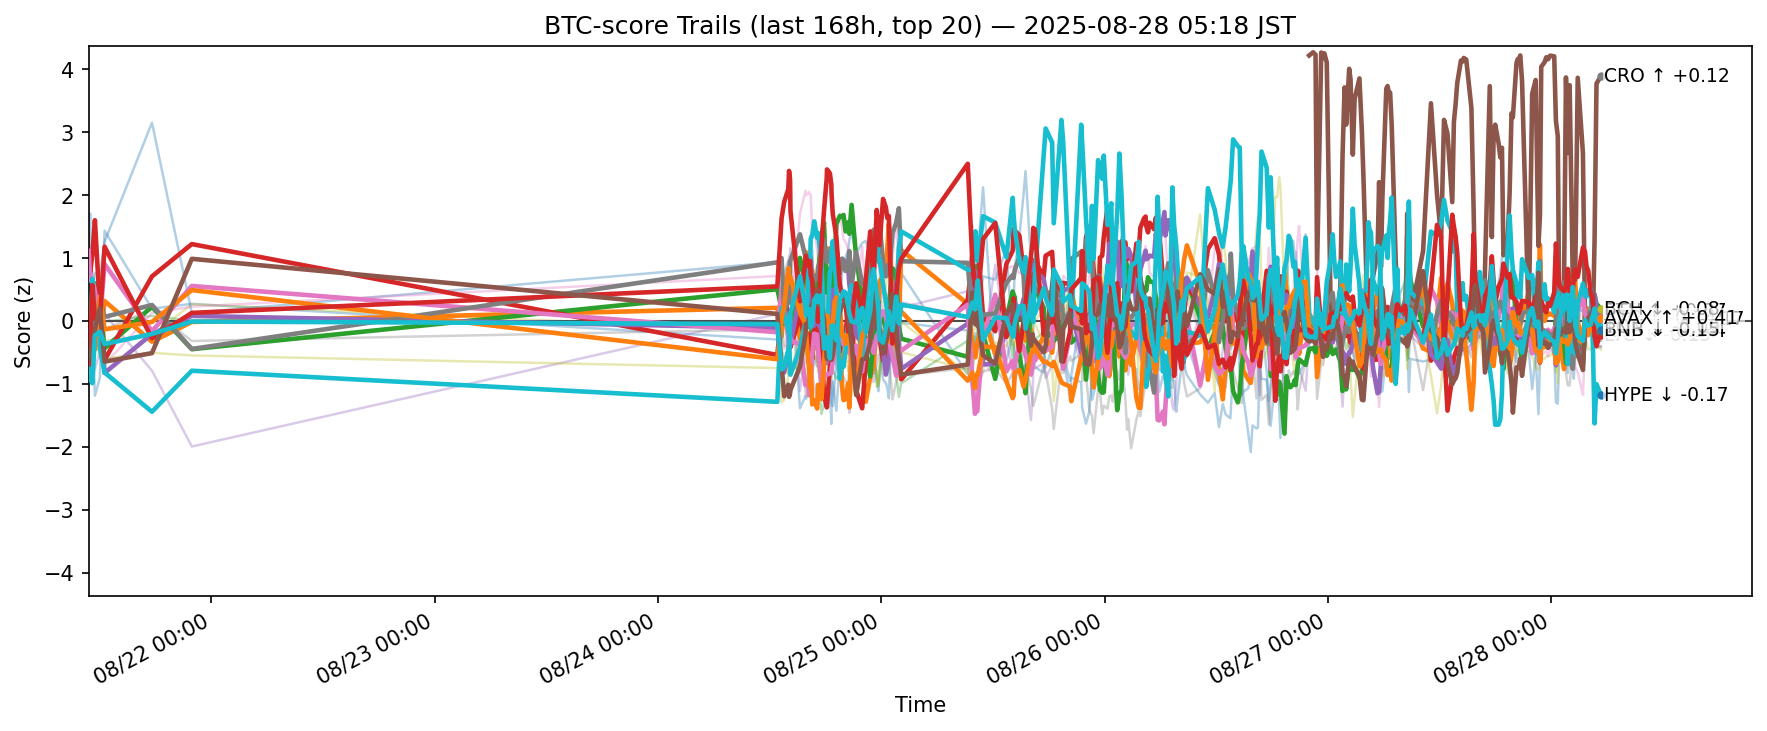 BTC-score Trails (last 168h, top 20) — 2025-08-28 05:18 JST
Score (z)
4
3
2
1
0
−1
−2
−3
−4
CRO ↑ +0.12
AVAX ↑ +0.41
BNB ↓ -0.15
HYPE ↓ -0.17
08/22 00:00
08/23 00:00
08/24 00:00
08/25 00:00
08/26 00:00
08/27 00:00
08/28 00:00
Time